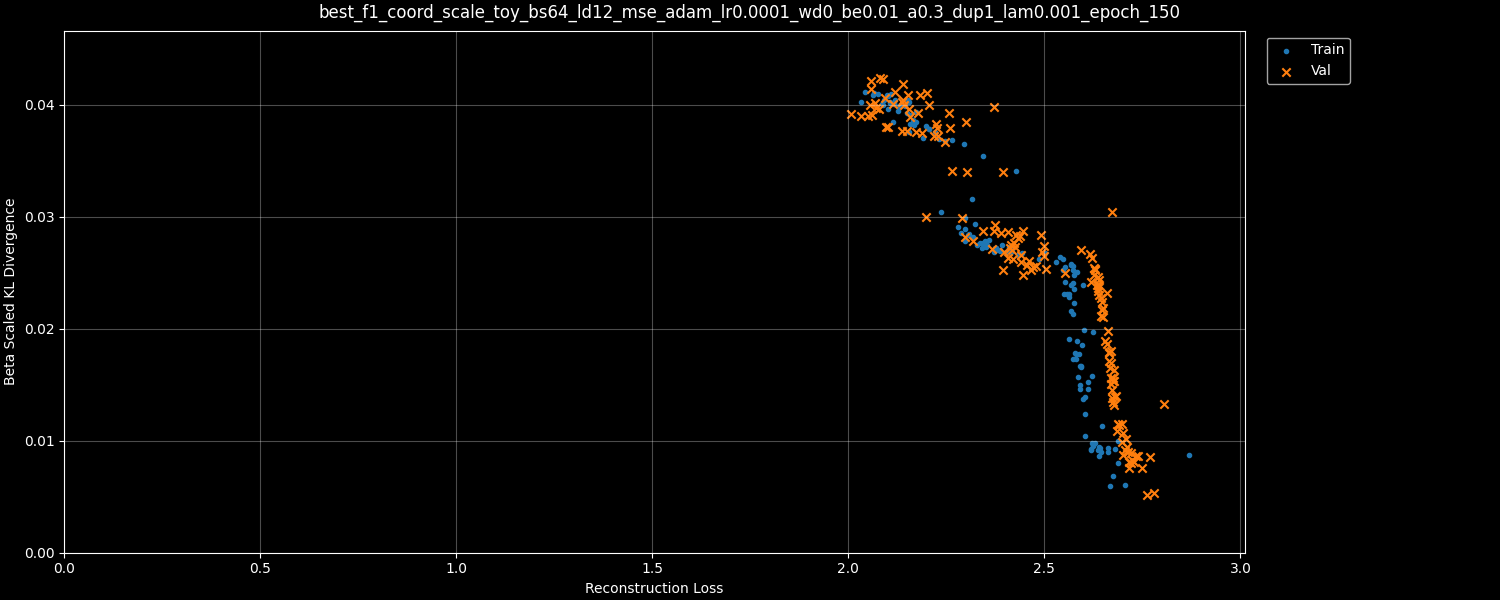 best_f1_coord_scale_toy_bs64_ld12_mse_adam_lr0.0001_wd0_be0.01_a0.3_dup1_lam0.001_epoch_150
Train
Val
Beta Scaled KL Divergence
0.04
0.03
0.02
0.01
0.00
0.0 0.5 1.0 1.5 2.0 2.5 3.0
Reconstruction Loss